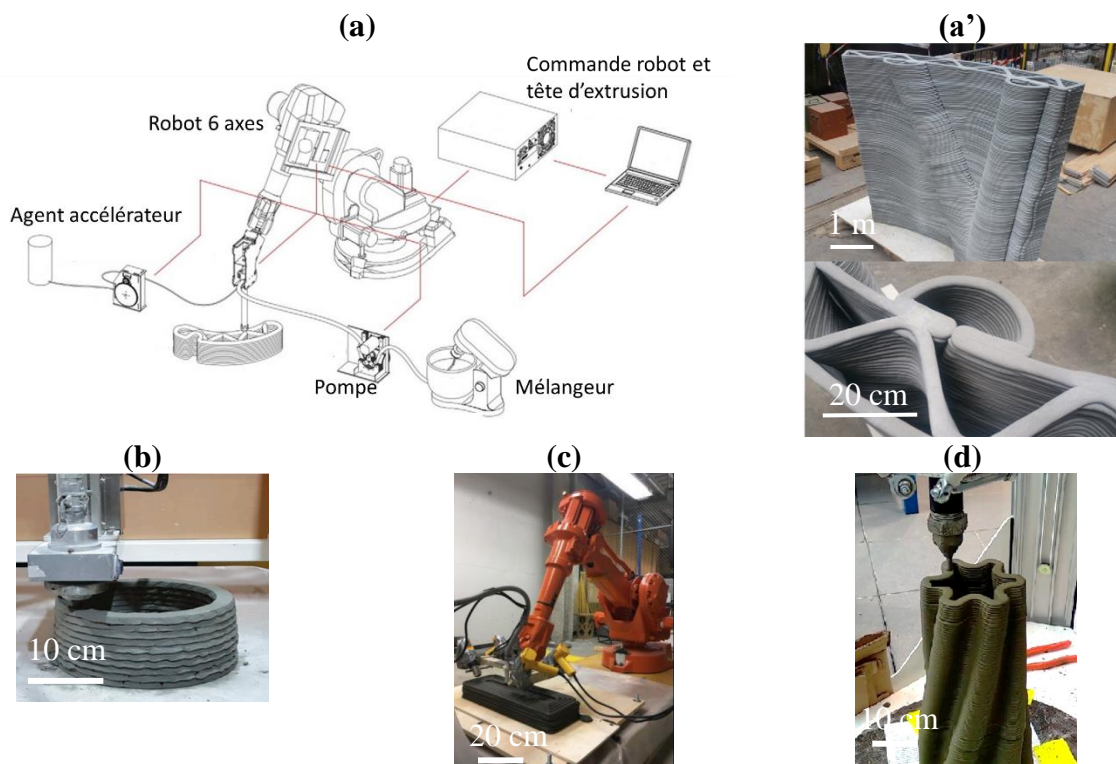 (a)
(a’)
Commande robot et
tête d’extrusion
Robot 6 axes
Agent accélérateur
Pompe
Mélangeur
1 m
20 cm
(b)
(c)
(d)
10 cm
20 cm
10 cm